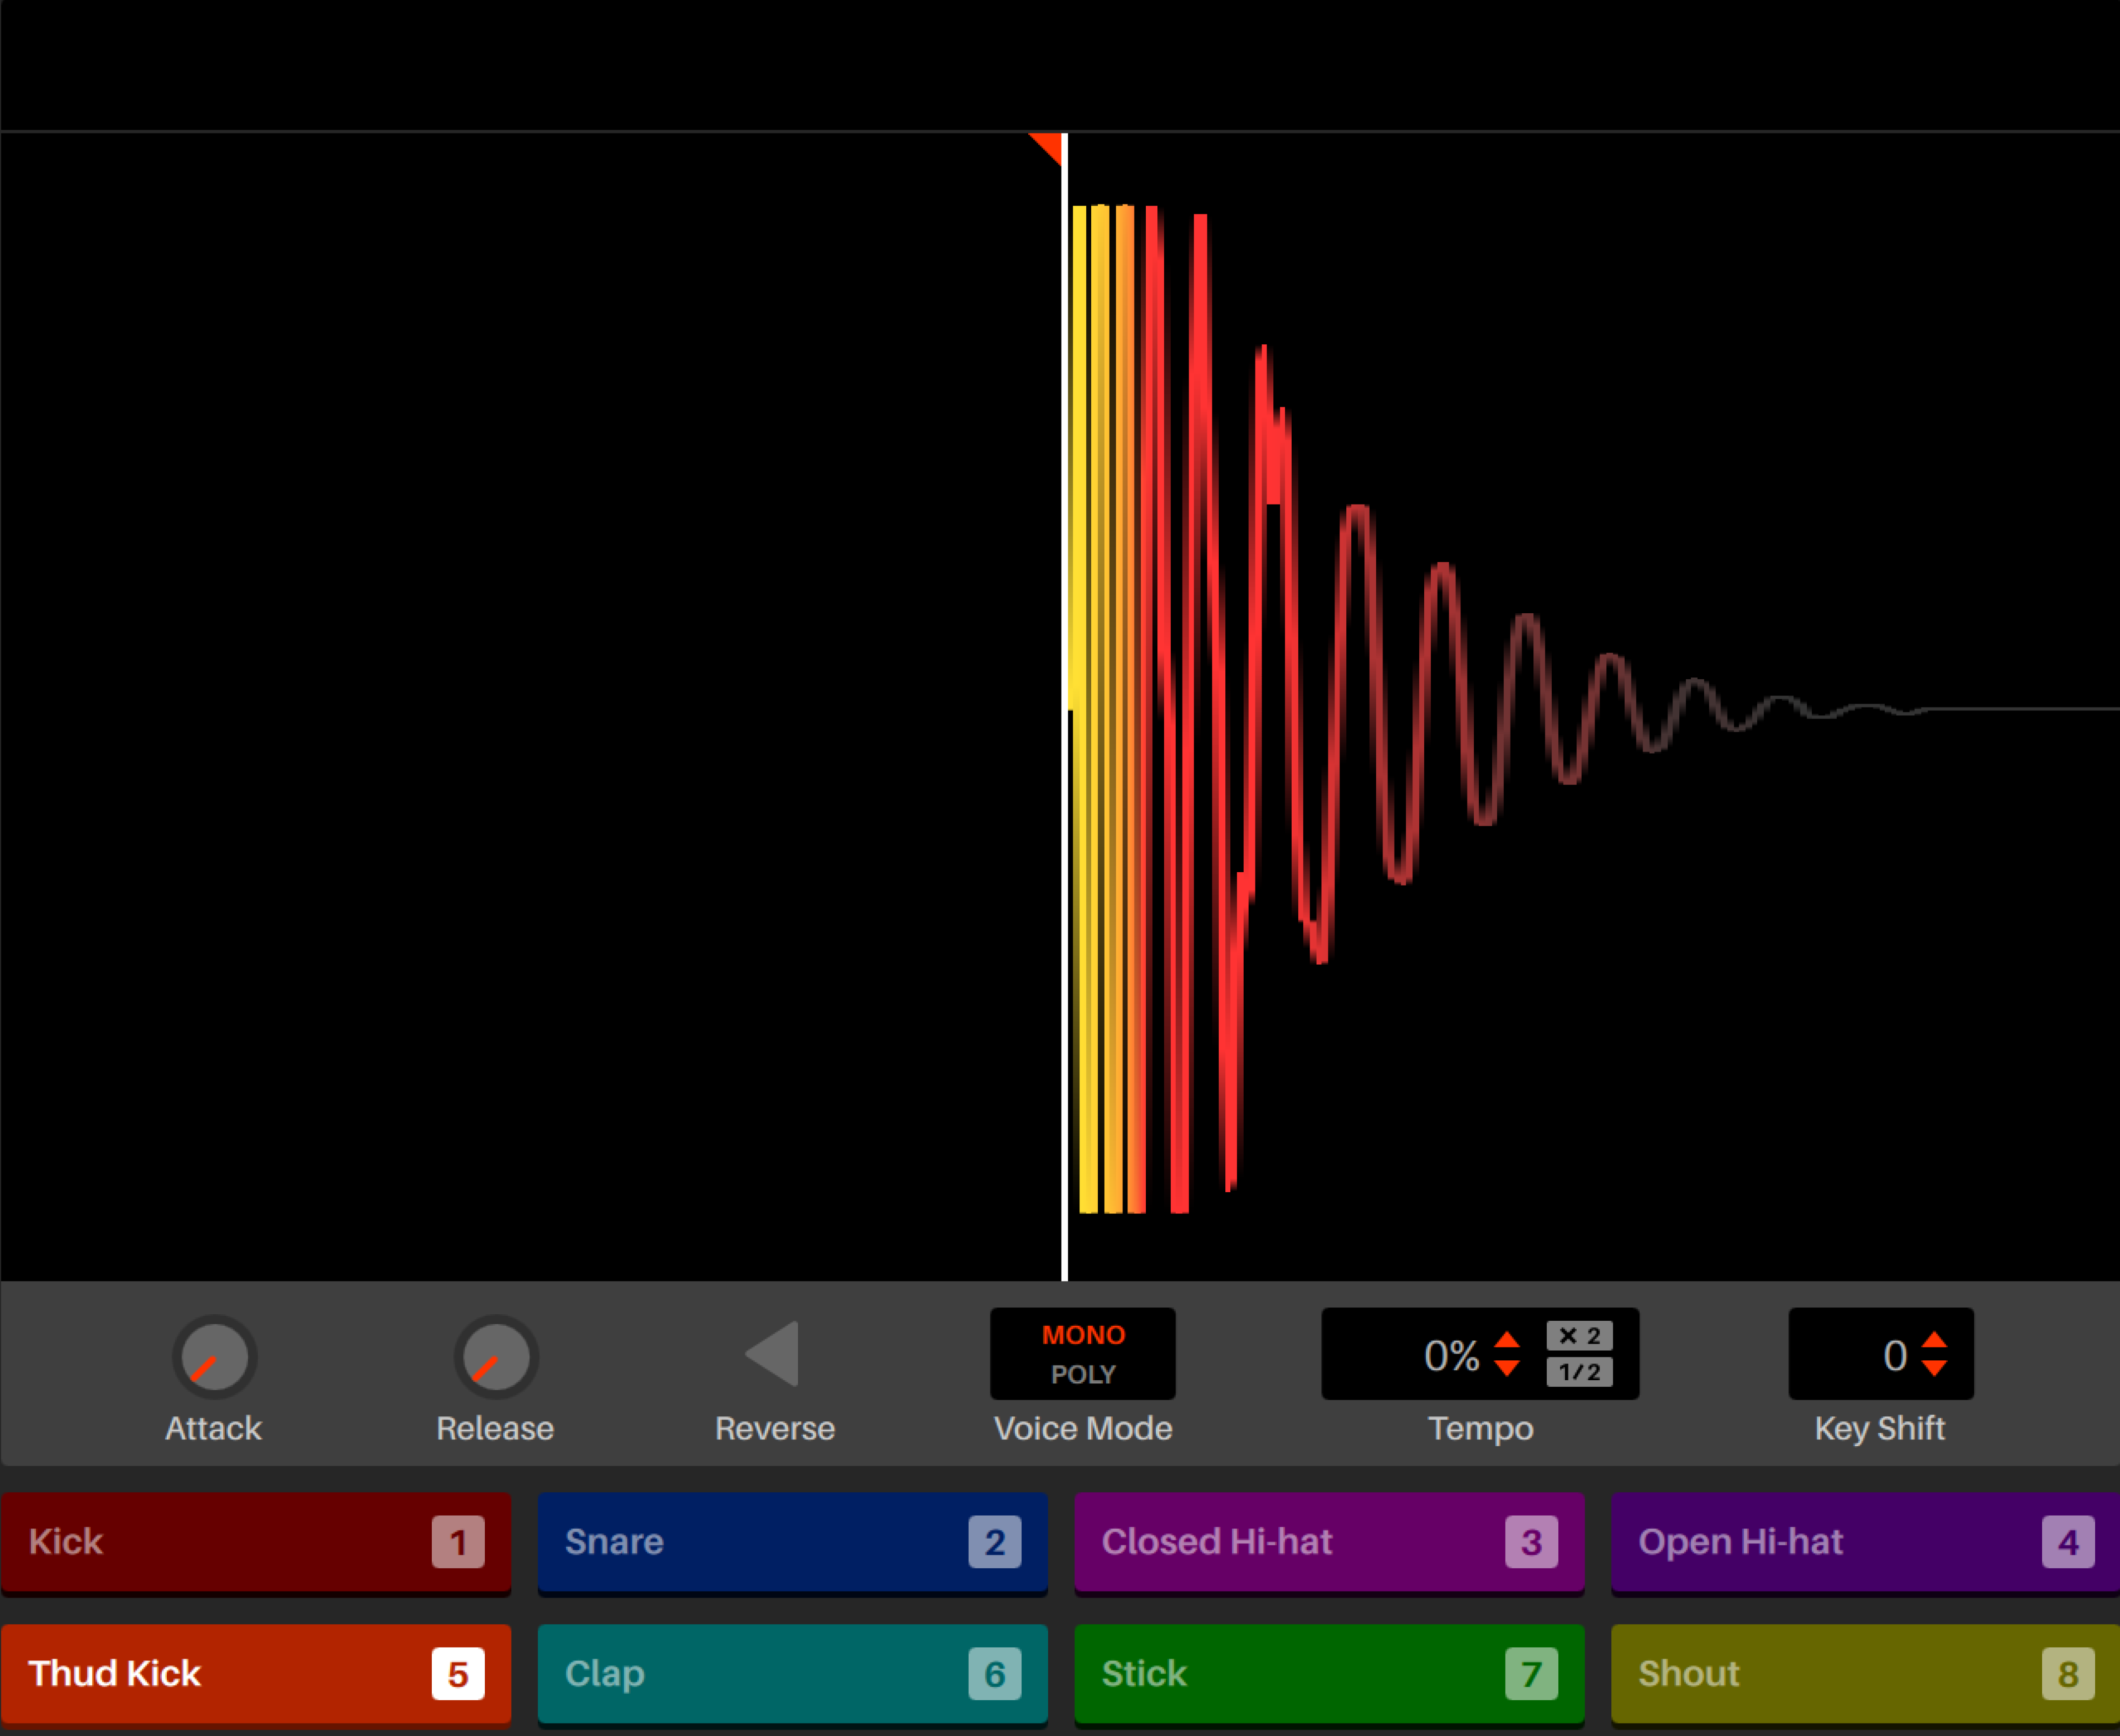 MONO
POLY
0%
× 2
1/2
0
Attack
Release
Reverse
Voice Mode
Tempo
Key Shift
Kick 1
Snare 2
Closed Hi-hat 3
Open Hi-hat 4
Thud Kick 5
Clap 6
Stick 7
Shout 8